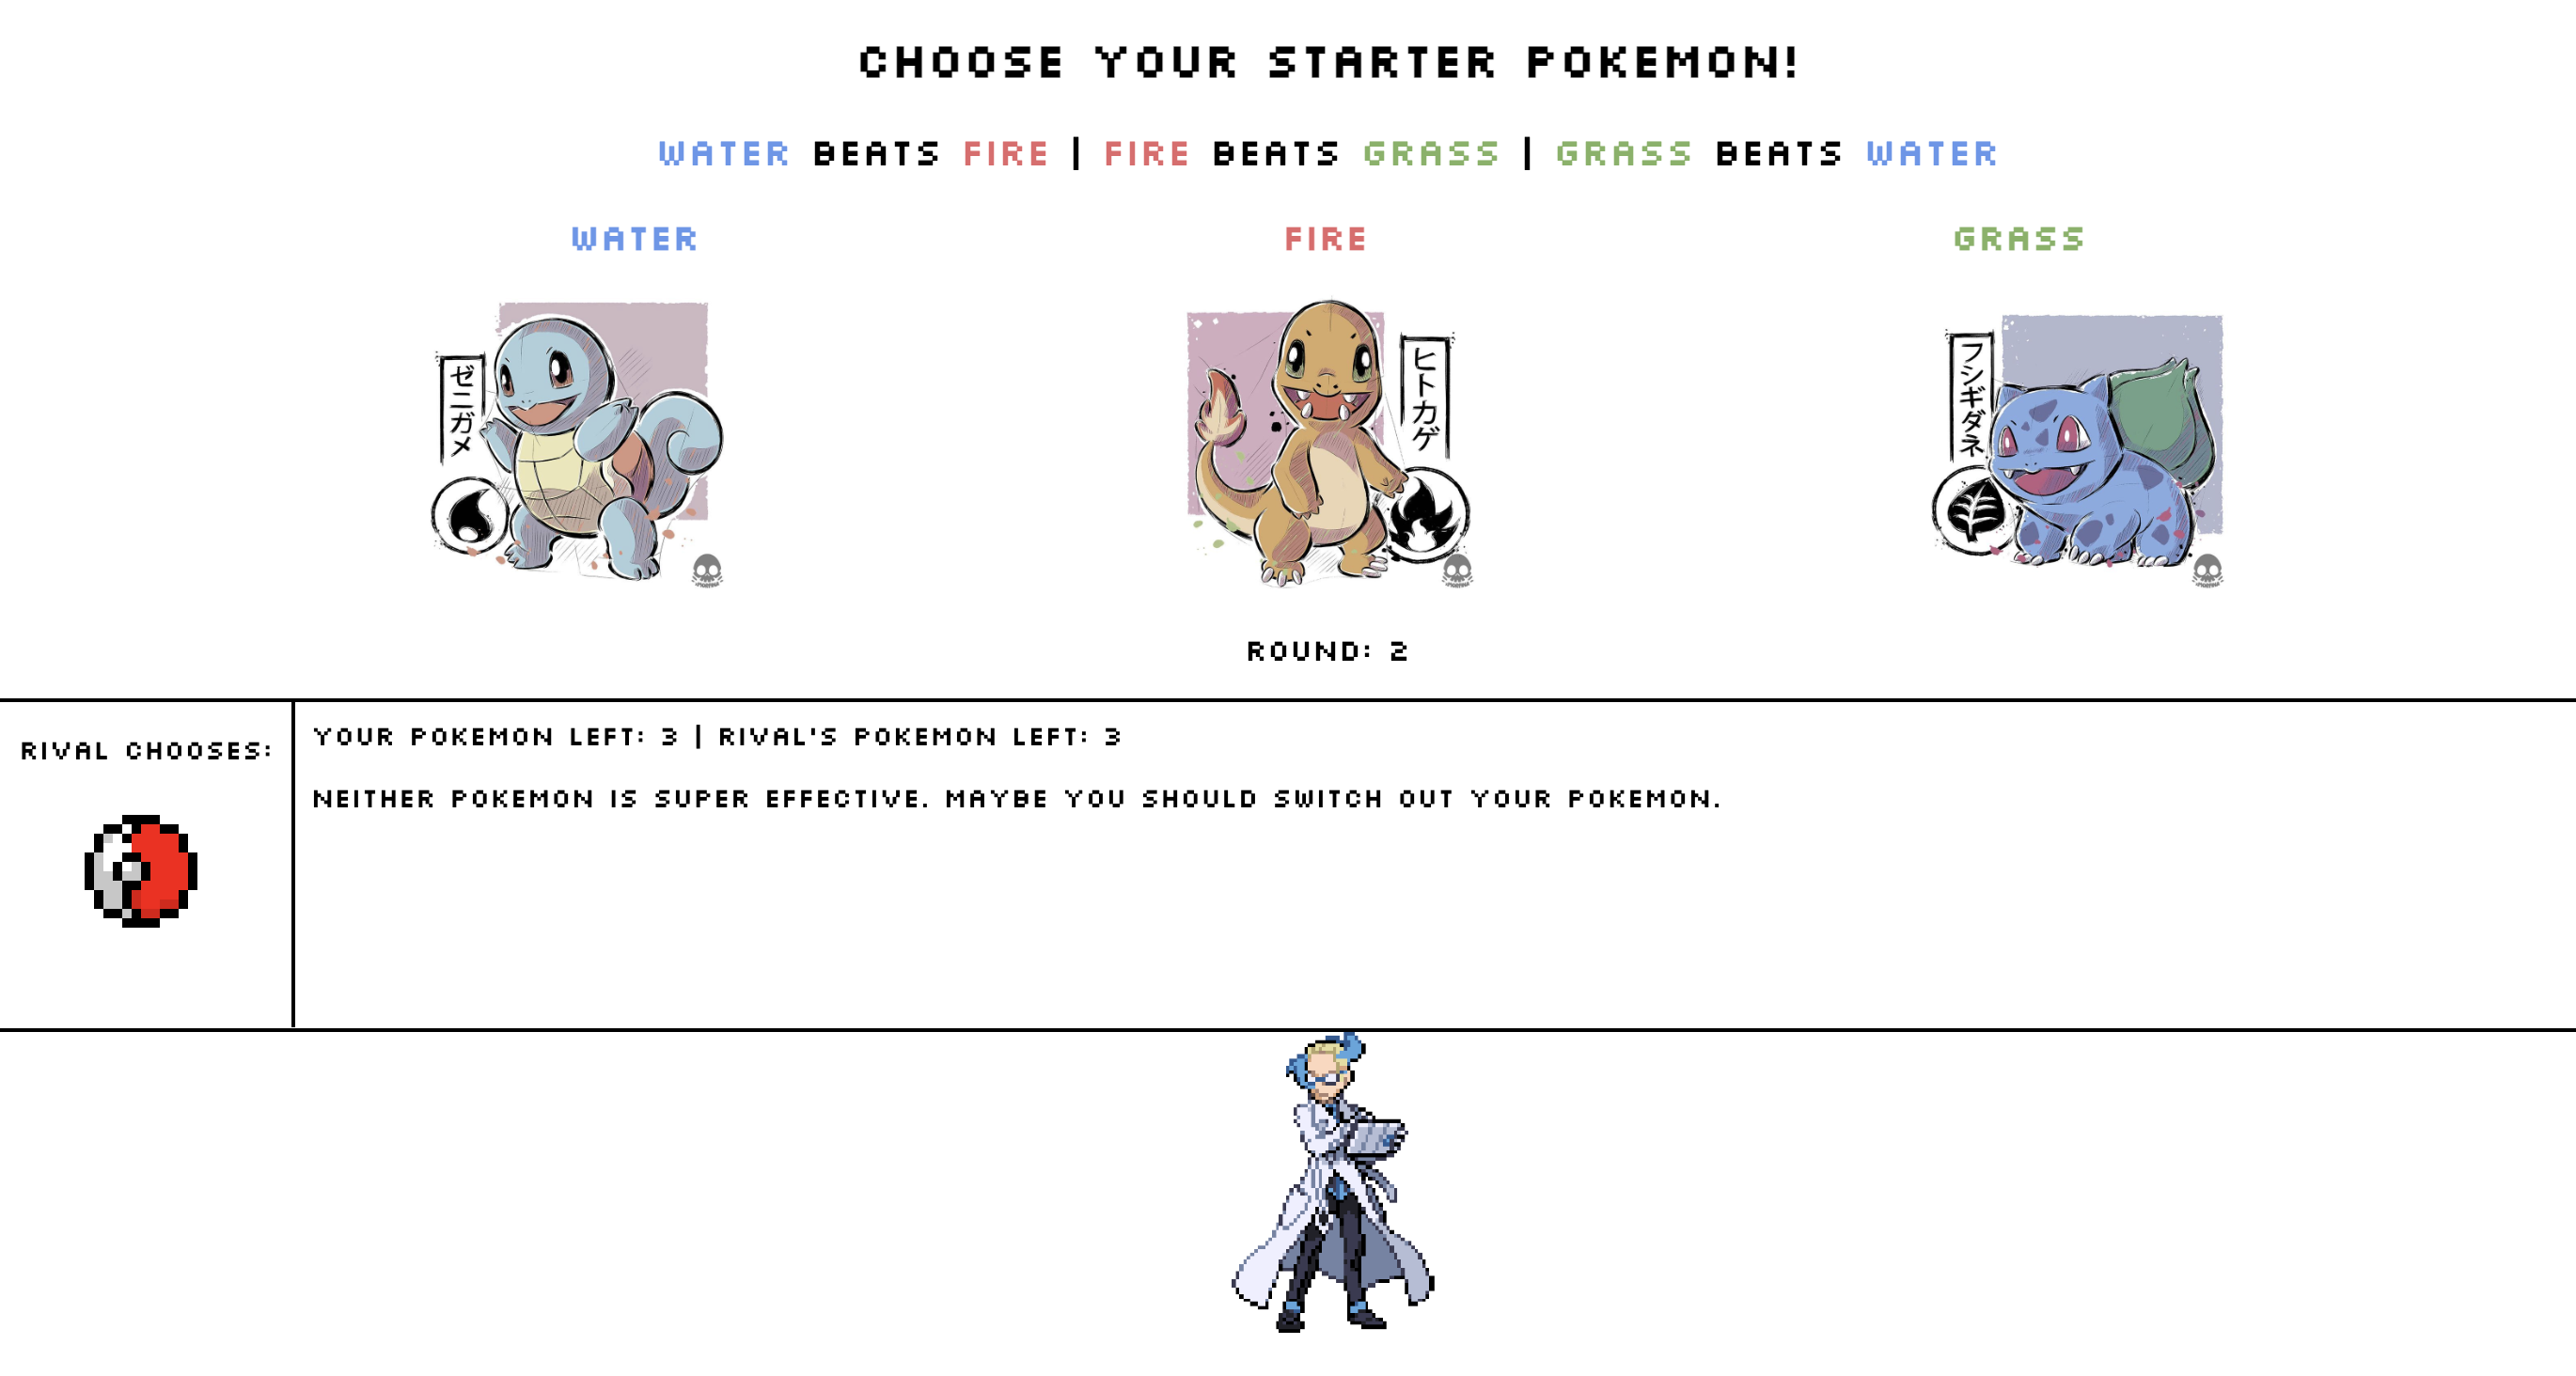 CHOOSE YOUR STARTER POKEMON!
WATER BEATS FIRE | FIRE BEATS GRASS | GRASS BEATS WATER
WATER
FIRE
GRASS
ゼニガメ
ヒトカゲ
フシギダネ
ROUND: 2
RIVAL CHOOSES:
YOUR POKEMON LEFT: 3 | RIVAL'S POKEMON LEFT: 3
NEITHER POKEMON IS SUPER EFFECTIVE. MAYBE YOU SHOULD SWITCH OUT YOUR POKEMON.